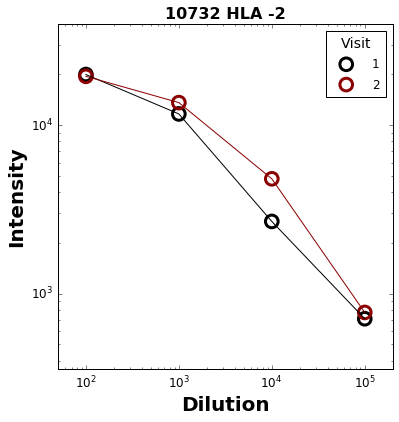 10732 HLA -2
Visit
1
2
10⁴
10³
Intensity
10² 10³ 10⁴ 10⁵
Dilution